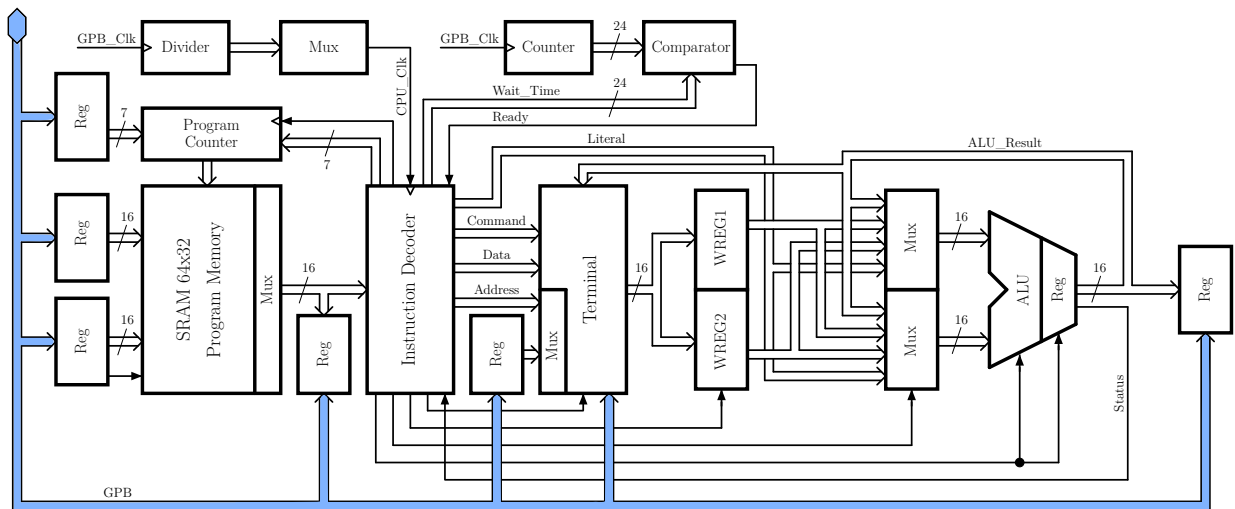 GPB_Clk
Divider
Mux
GPB_Clk
Counter
24
Comparator
CPU_Clk
Wait_Time
24
Ready
Reg
7
Program
Counter
7
Literal
ALU_Result
Reg
16
SRAM 64x32
Program Memory
Mux
16
Reg
Instruction Decoder
Command
Data
Address
Reg
Mux
Terminal
16
WREG1
WREG2
Mux
16
Mux
16
ALU
Reg
16
Reg
Reg
16
Status
GPB